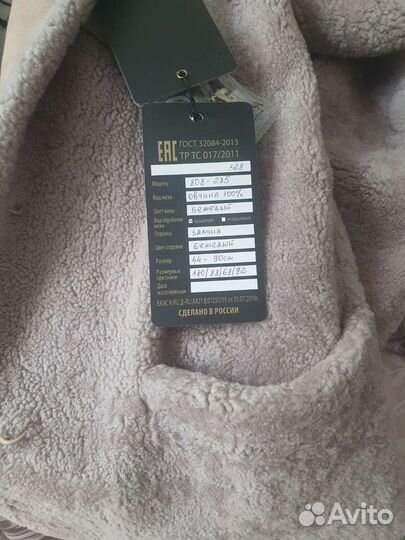 EAC ГОСТ 32084-2013
ТР ТС 017/2011
328
Модель: 808-275
Вид меха ОВЧИНА 100%
Цвет меха БЕЖЕВЫЙ
Вид обработки меха крашеный некрашеный
Отделка ЗАМША
Цвет отделки БЕЖЕВЫЙ
Размер 44-90см
Размерные признаки 170/88/68/92
Дата изготовления
СДЕЛАНО В РОССИИ
Avito